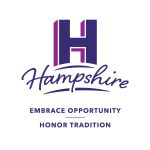 H
Hampshire
EMBRACE OPPORTUNITY
HONOR TRADITION